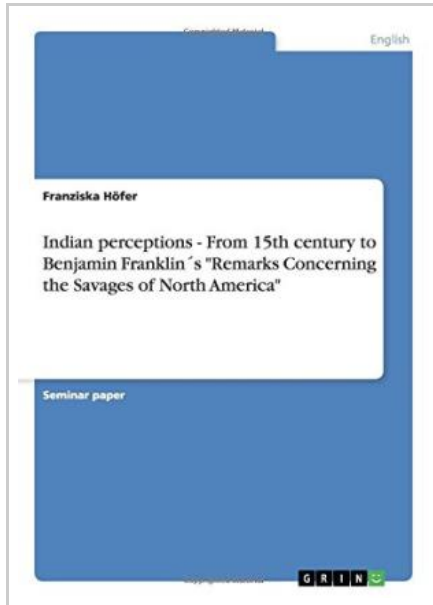 English
Franziska Höfer
Indian perceptions - From 15th century to
Benjamin Franklin´s "Remarks Concerning
the Savages of North America"
Seminar paper
GRIN